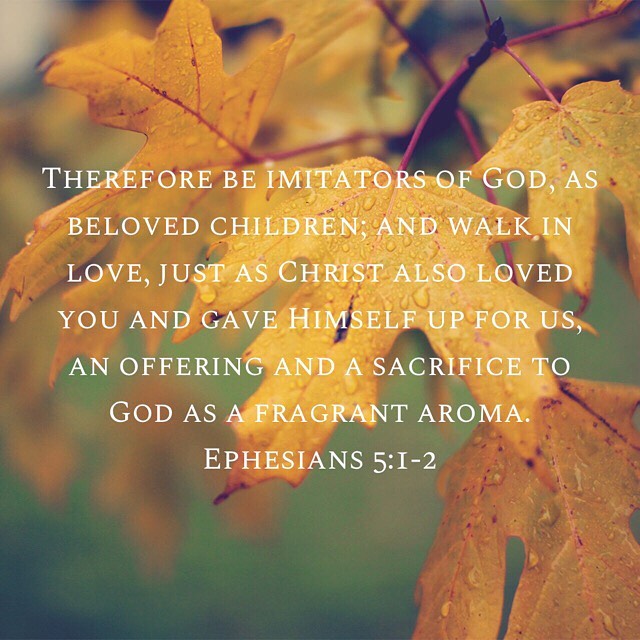 Therefore be imitators of God, as
beloved children; and walk in
love, just as Christ also loved
you and gave Himself up for us,
an offering and a sacrifice to
God as a fragrant aroma.
Ephesians 5:1-2